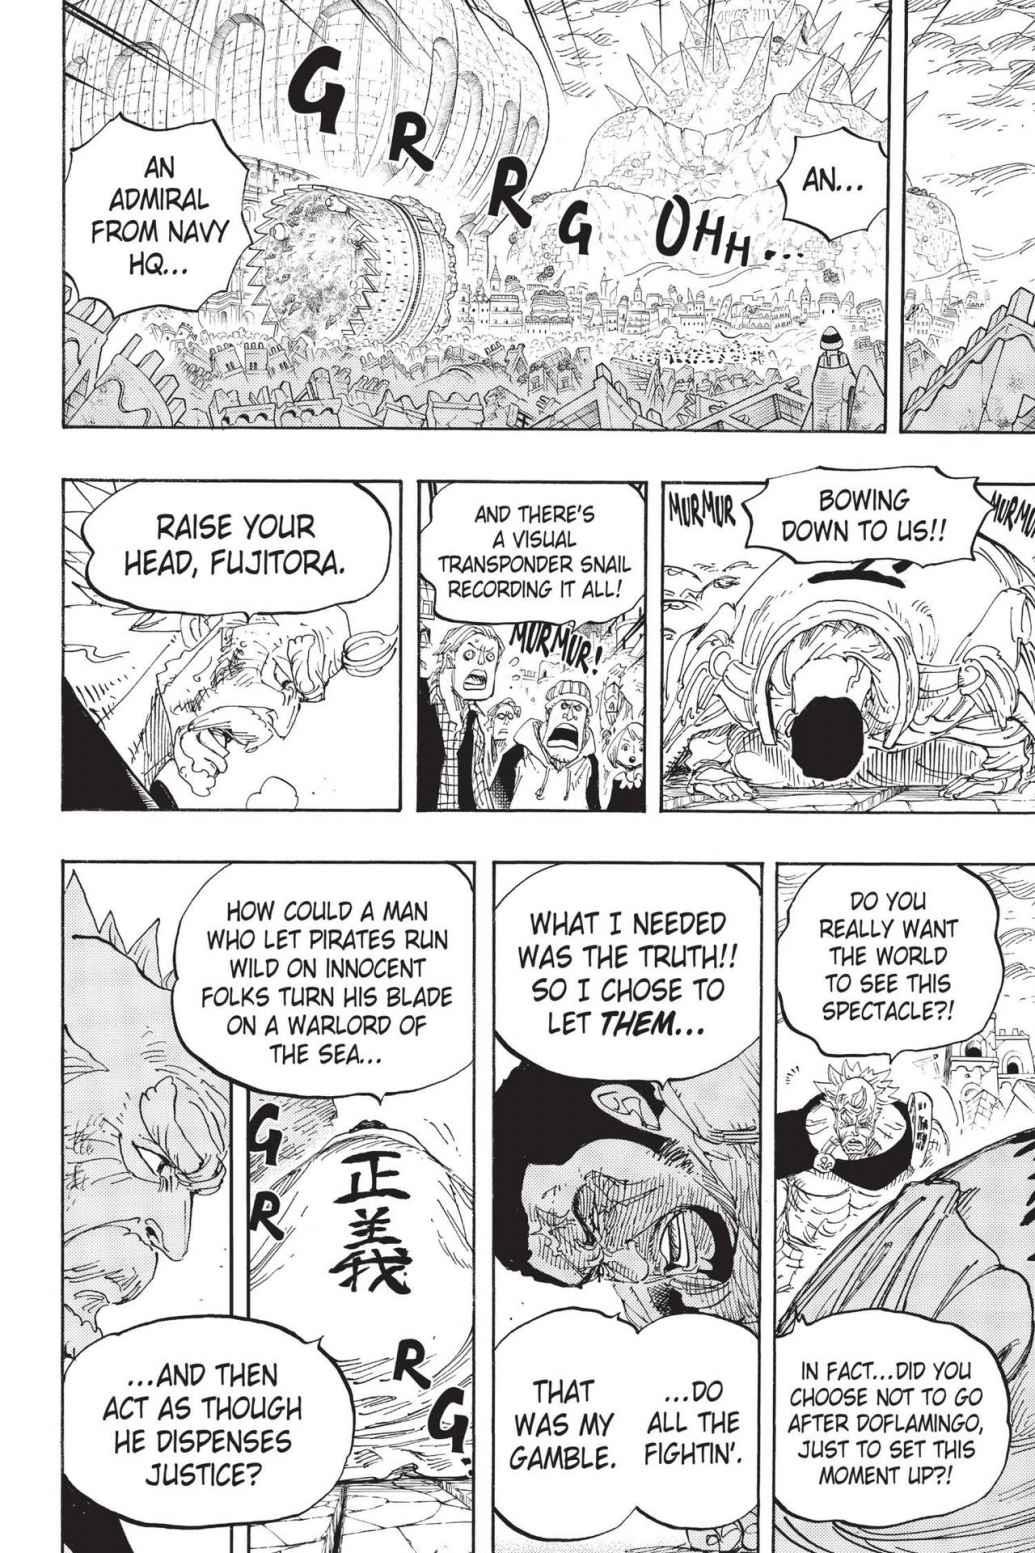 AN...
AN
ADMIRAL
FROM NAVY
HQ...
GRRG
OHH...
BOWING
DOWN TO US!!
MURMUR
MURMUR
AND THERE'S
A VISUAL
TRANSPONDER SNAIL
RECORDING IT ALL!
MURMUR!
RAISE YOUR
HEAD, FUJITORA.
DO YOU
REALLY WANT
THE WORLD
TO SEE THIS
SPECTACLE?!
IN FACT...DID YOU
CHOOSE NOT TO GO
AFTER DOFLAMINGO,
JUST TO SET THIS
MOMENT UP?!
WHAT I NEEDED
WAS THE TRUTH!!
SO I CHOSE TO
LET THEM...
...DO
ALL THE
FIGHTIN'.
THAT
WAS MY
GAMBLE.
HOW COULD A MAN
WHO LET PIRATES RUN
WILD ON INNOCENT
FOLKS TURN HIS BLADE
ON A WARLORD OF
THE SEA...
GR
正義
RG...
...AND THEN
ACT AS THOUGH
HE DISPENSES
JUSTICE?